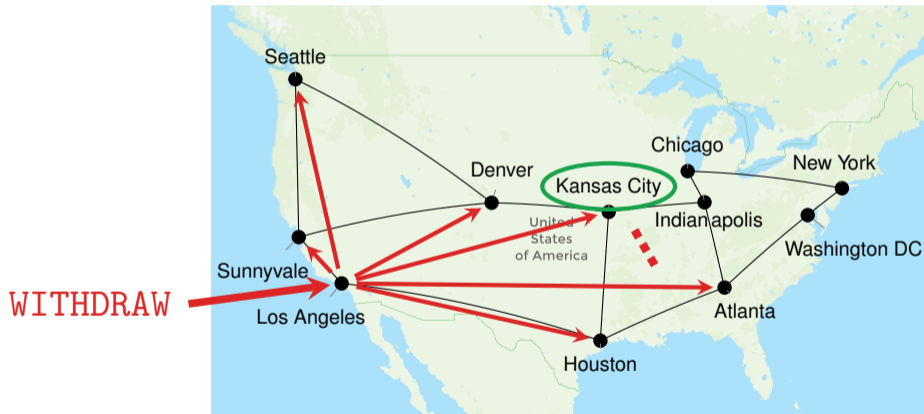 Seattle
Chicago
New York
Denver
Kansas City
United
States
of America
Indianapolis
Washington DC
Sunnyvale
WITHDRAW
Los Angeles
Atlanta
Houston